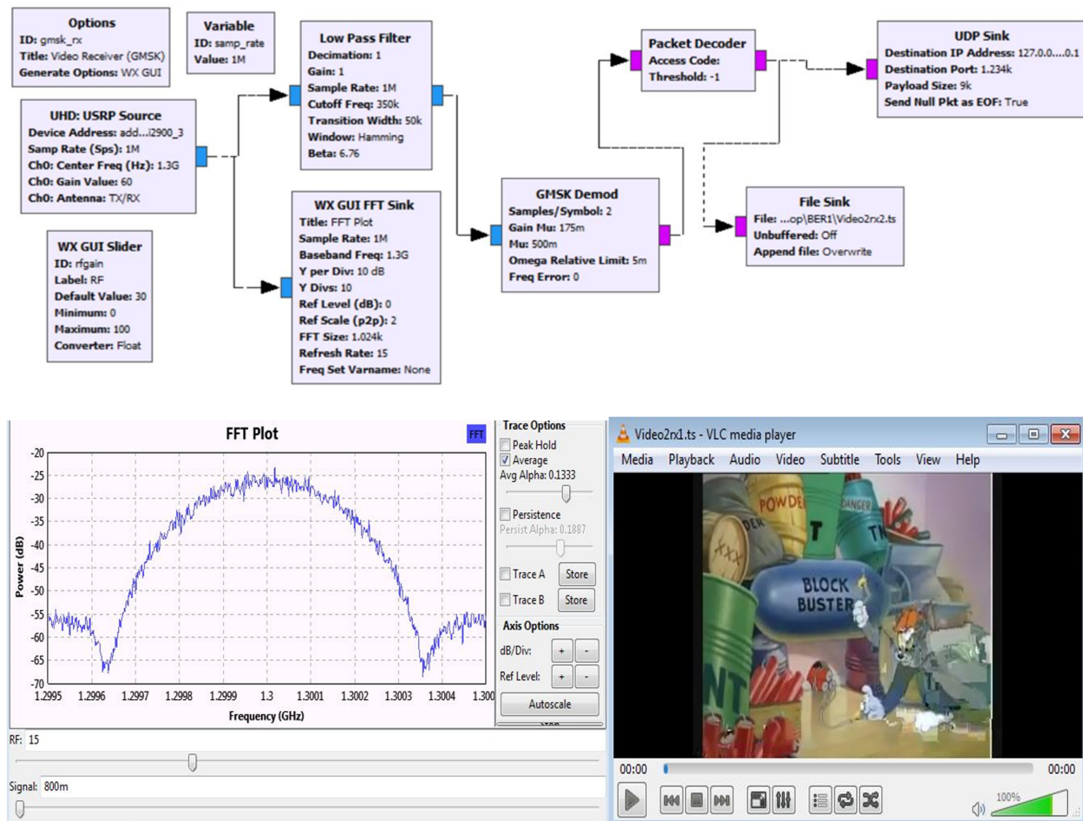 Options
ID: gmsk_rx
Title: Video Receiver (GMSK)
Generate Options: WX GUI
Variable
ID: samp_rate
Value: 1M
Low Pass Filter
Decimation: 1
Gain: 1
Sample Rate: 1M
Cutoff Freq: 350k
Transition Width: 50k
Window: Hamming
Beta: 6.76
Packet Decoder
Access Code:
Threshold: -1
UDP Sink
Destination IP Address: 127.0.0....0.1
Destination Port: 1.234k
Payload Size: 9k
Send Null Pkt as EOF: True
UHD: USRP Source
Device Address: add...i2900_3
Samp Rate (Sps): 1M
Ch0: Center Freq (Hz): 1.3G
Ch0: Gain Value: 60
Ch0: Antenna: TX/RX
WX GUI FFT Sink
Title: FFT Plot
Sample Rate: 1M
Baseband Freq: 1.3G
Y per Div: 10 dB
Y Divs: 10
Ref Level (dB): 0
Ref Scale (p2p): 2
FFT Size: 1.024k
Refresh Rate: 15
Freq Set Varname: None
GMSK Demod
Samples/Symbol: 2
Gain Mu: 175m
Mu: 500m
Omega Relative Limit: 5m
Freq Error: 0
File Sink
File: ...op\BER1\Video2rx2.ts
Unbuffered: Off
Append file: Overwrite
WX GUI Slider
ID: rfgain
Label: RF
Default Value: 30
Minimum: 0
Maximum: 100
Converter: Float
FFT Plot
FFT
Power (dB)
-20
-25
-30
-35
-40
-45
-50
-55
-60
-65
-70
1.2995 1.2996 1.2997 1.2998 1.2999 1.3 1.3001 1.3002 1.3003 1.3004 1.300
Frequency (GHz)
Trace Options
Peak Hold
Average
Avg Alpha: 0.1333
Persistence
Persist Alpha: 0.1887
Trace A Store
Trace B Store
Axis Options
dB/Div: + -
Ref Level: + -
Autoscale
RF: 15
Signal: 800m
Video2rx1.ts - VLC media player
Media Playback Audio Video Subtitle Tools View Help
POWDE
DER
T
DANGER
TN
XXX
BLOCK
BUSTER
NT
00:00 00:00
100%